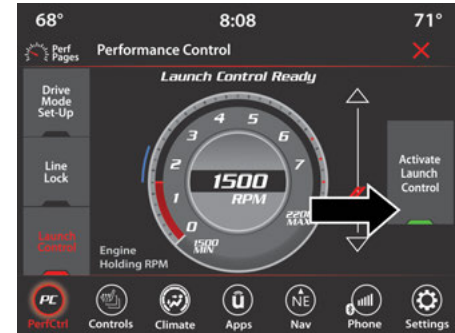 68°
8:08
71°
Perf
Pages
Performance Control
Launch Control Ready
Drive
Mode
Set-Up
Line
Lock
Launch
Control
0
1
2
3
4
5
6
7
1500
RPM
1500
MIN
2200
MAX
Engine
Holding RPM
Activate
Launch
Control
PC
PerfCtrl
Controls
Climate
û
Apps
NE
Nav
Phone
Settings